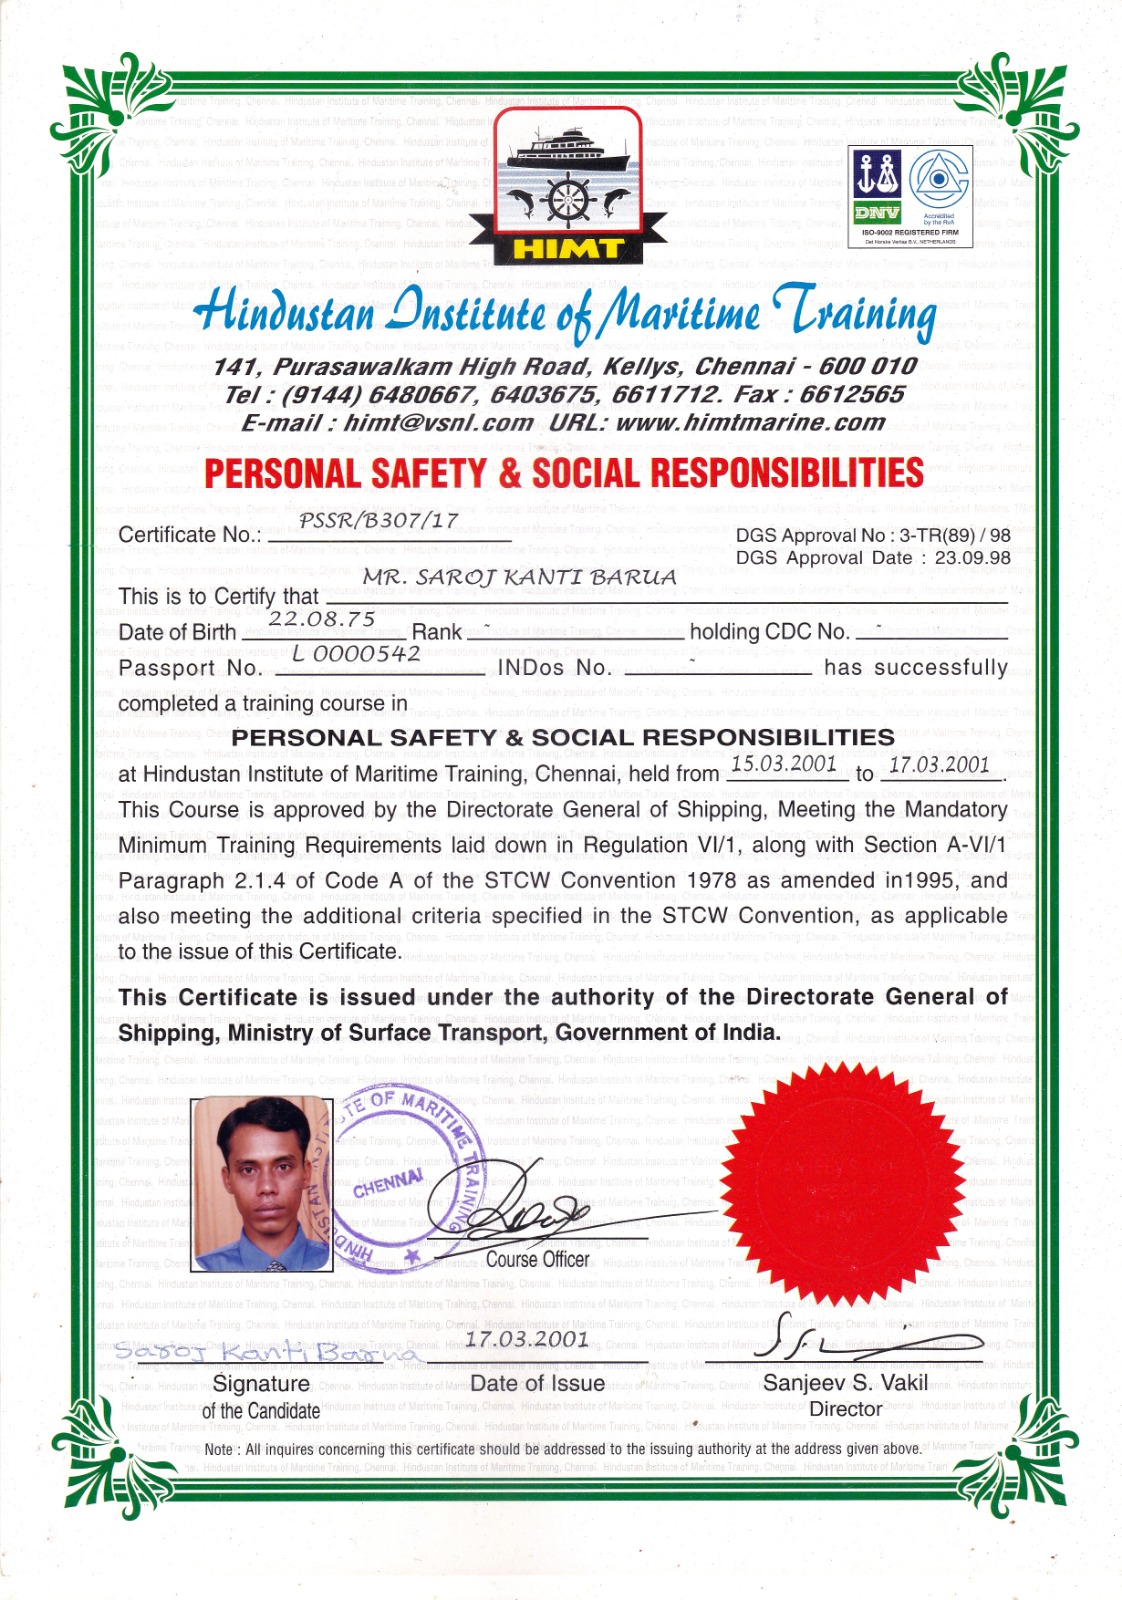 HIMT
DNV
Accredited
by the RvA
ISO-9002 REGISTERED FIRM
Det Norske Veritas B.V., NETHERLANDS
Hindustan Institute of Maritime Training
141, Purasawalkam High Road, Kellys, Chennai - 600 010
Tel : (9144) 6480667, 6403675, 6611712. Fax : 6612565
E-mail : himt@vsnl.com URL: www.himtmarine.com
PERSONAL SAFETY & SOCIAL RESPONSIBILITIES
Certificate No.: PSSR/B307/17
DGS Approval No : 3-TR(89) / 98
DGS Approval Date : 23.09.98
This is to Certify that MR. SAROJ KANTI BARUA
Date of Birth 22.08.75 Rank - holding CDC No. -
Passport No. L 0000542 INDos No. - has successfully
completed a training course in
PERSONAL SAFETY & SOCIAL RESPONSIBILITIES
at Hindustan Institute of Maritime Training, Chennai, held from 15.03.2001 to 17.03.2001.
This Course is approved by the Directorate General of Shipping, Meeting the Mandatory
Minimum Training Requirements laid down in Regulation VI/1, along with Section A-VI/1
Paragraph 2.1.4 of Code A of the STCW Convention 1978 as amended in1995, and
also meeting the additional criteria specified in the STCW Convention, as applicable
to the issue of this Certificate.
This Certificate is issued under the authority of the Directorate General of
Shipping, Ministry of Surface Transport, Government of India.
HINDUSTAN INSTITUTE OF MARITIME TRAINING
CHENNAI
Course Officer
Saroj Kanti Barua
17.03.2001
Signature
of the Candidate
Date of Issue
Sanjeev S. Vakil
Director
Note : All inquires concerning this certificate should be addressed to the issuing authority at the address given above.